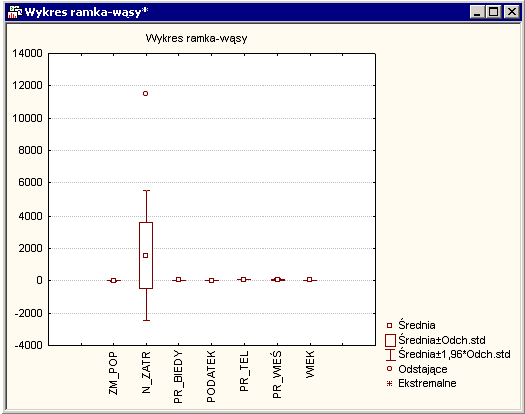 Wykres ramka-wąsy*
Wykres ramka-wąsy
14000
12000
10000
8000
6000
4000
2000
0
-2000
-4000
ZM_POP
N_ZATR
PR_BIEDY
PODATEK
PR_TEL
PR_WIEŚ
WIEK
Średnia
Średnia±Odch.std
Średnia±1,96*Odch.std
Odstające
Ekstremalne